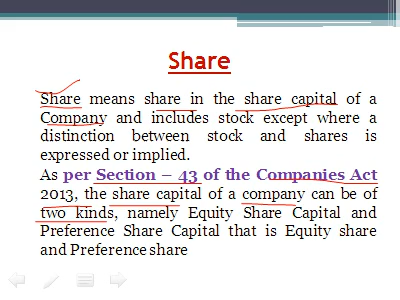 Share
Share means share in the share capital of a
Company and includes stock except where a
distinction between stock and shares is
expressed or implied.
As per Section – 43 of the Companies Act
2013, the share capital of a company can be of
two kinds, namely Equity Share Capital and
Preference Share Capital that is Equity share
and Preference share